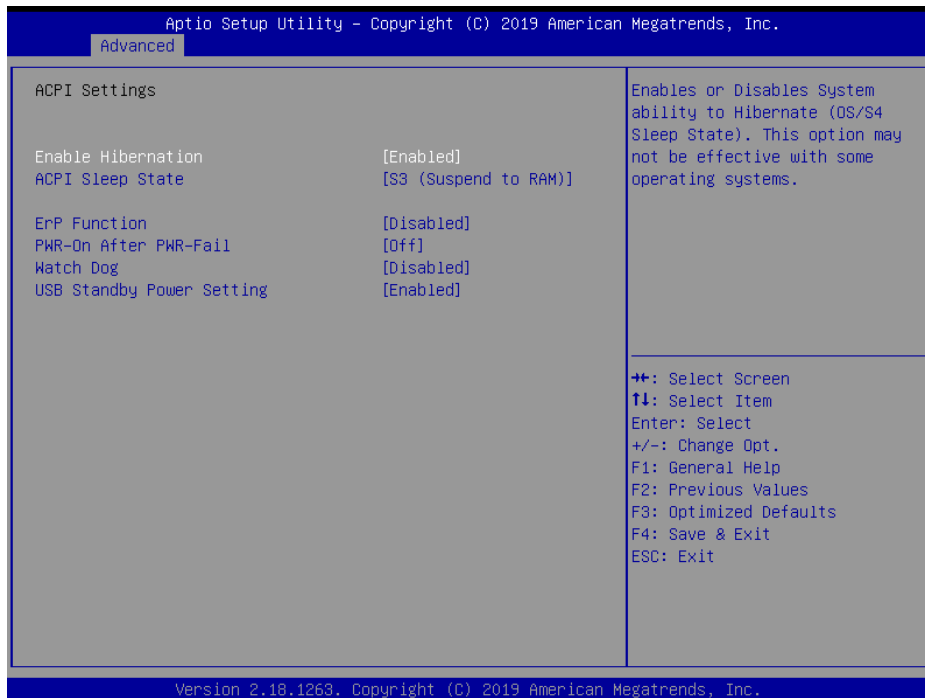 Aptio Setup Utility – Copyright (C) 2019 American Megatrends, Inc.
Advanced
ACPI Settings
Enable Hibernation [Enabled]
ACPI Sleep State [S3 (Suspend to RAM)]
ErP Function [Disabled]
PWR-On After PWR-Fail [Off]
Watch Dog [Disabled]
USB Standby Power Setting [Enabled]
Enables or Disables System
ability to Hibernate (OS/S4
Sleep State). This option may
not be effective with some
operating systems.
→←: Select Screen
↑↓: Select Item
Enter: Select
+/-: Change Opt.
F1: General Help
F2: Previous Values
F3: Optimized Defaults
F4: Save & Exit
ESC: Exit
Version 2.18.1263. Copyright (C) 2019 American Megatrends, Inc.